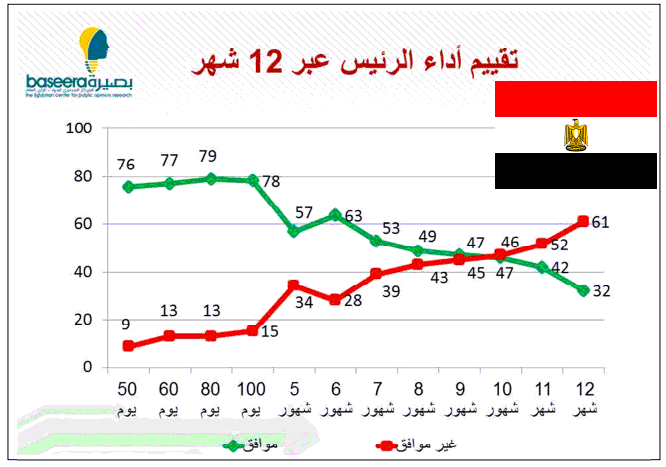 baseera بصيرة
the Egyptian center for public opinion research
تقييم أداء الرئيس عبر 12 شهر
100
80
60
40
20
0
76 77 79 78 57 63 53 49 47 46 42 32
9 13 13 15 34 28 39 43 45 47 52 61
50 يوم
60 يوم
80 يوم
100 يوم
5 شهور
6 شهور
7 شهور
8 شهور
9 شهور
10 شهور
11 شهر
12 شهر
موافق
غير موافق